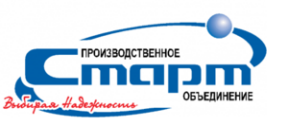 ПРОИЗВОДСТВЕННОЕ
Старт
Выбирая Надежность
ОБЪЕДИНЕНИЕ